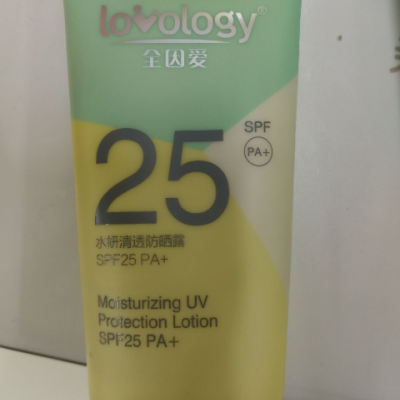 lovology®
全因爱
25
SPF
PA+
水妍清透防晒露
SPF25 PA+
Moisturizing UV
Protection Lotion
SPF25 PA+